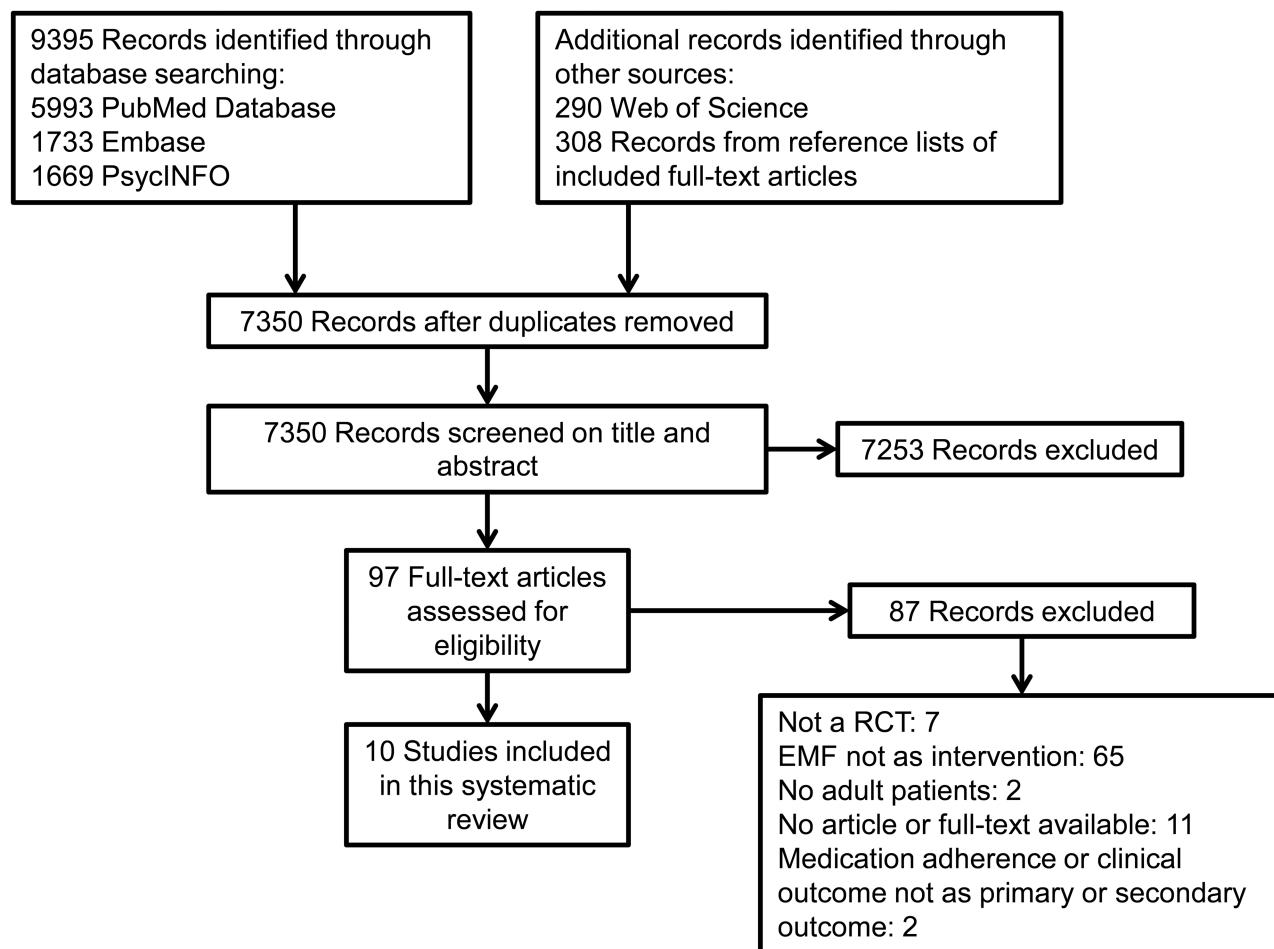 9395 Records identified through
database searching:
5993 PubMed Database
1733 Embase
1669 PsycINFO
Additional records identified through
other sources:
290 Web of Science
308 Records from reference lists of
included full-text articles
7350 Records after duplicates removed
7350 Records screened on title and
abstract
7253 Records excluded
97 Full-text articles
assessed for
eligibility
87 Records excluded
10 Studies included
in this systematic
review
Not a RCT: 7
EMF not as intervention: 65
No adult patients: 2
No article or full-text available: 11
Medication adherence or clinical
outcome not as primary or secondary
outcome: 2